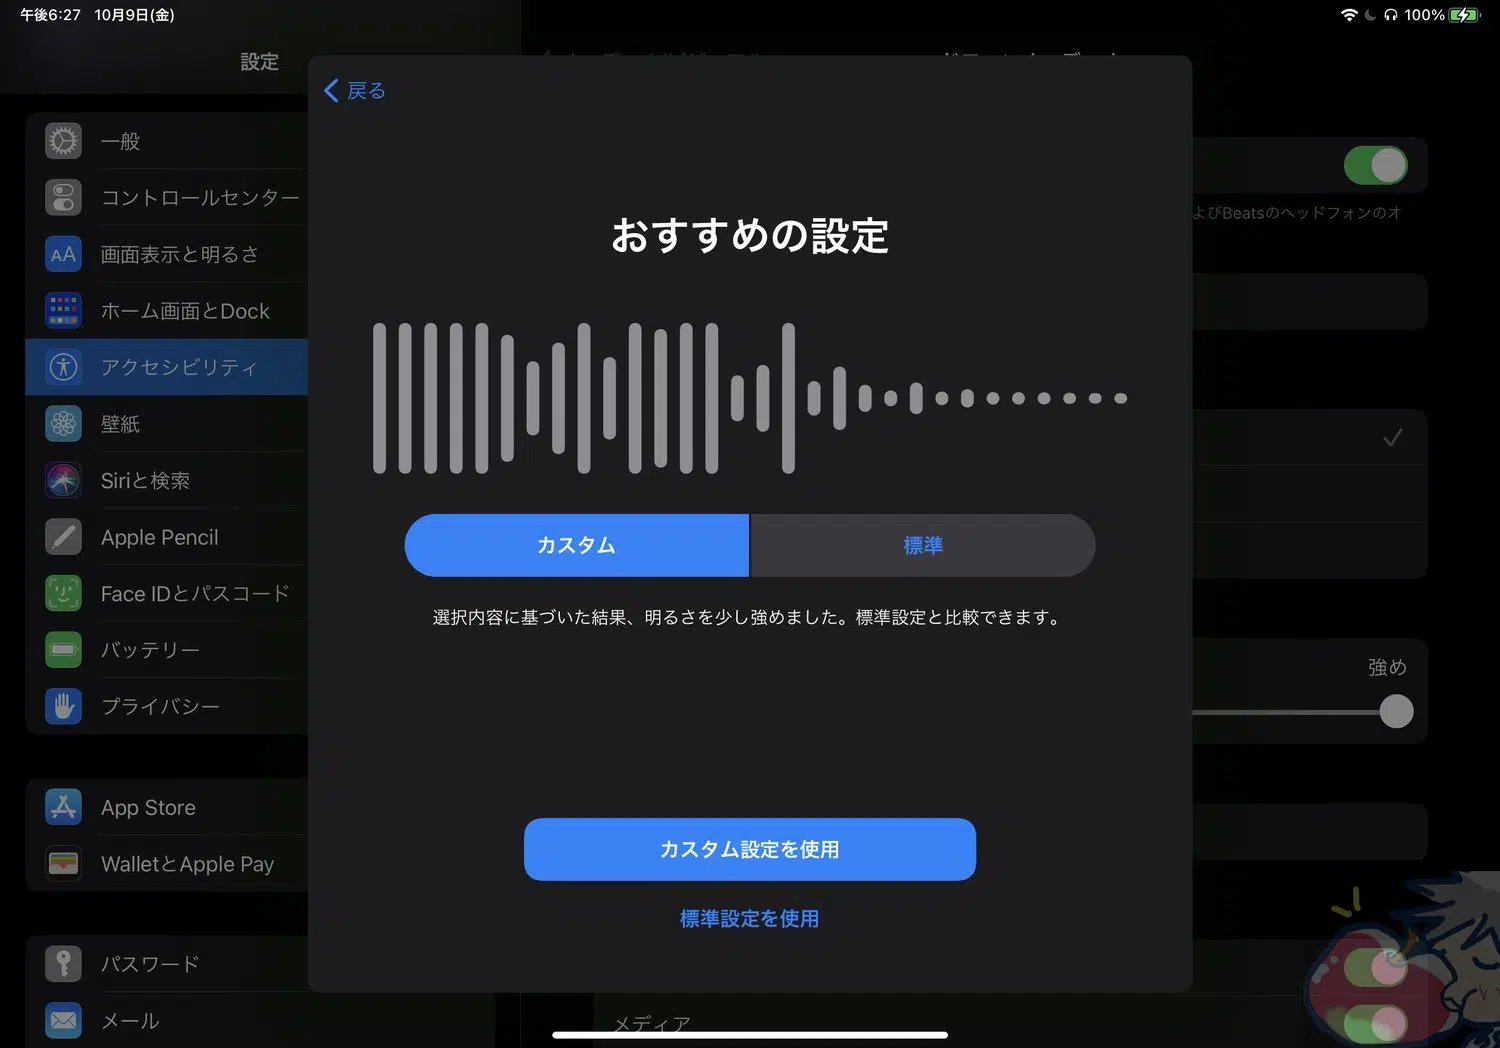 午後6:27 10月9日(金)
100%
設定
戻る
一般
コントロールセンター
画面表示と明るさ
ホーム画面とDock
アクセシビリティ
壁紙
Siriと検索
Apple Pencil
Face IDとパスコード
バッテリー
プライバシー
App Store
WalletとApple Pay
パスワード
メール
おすすめの設定
カスタム
標準
選択内容に基づいた結果、明るさを少し強めました。標準設定と比較できます。
カスタム設定を使用
標準設定を使用
よびBeatsのヘッドフォンのオ
強め
メディア